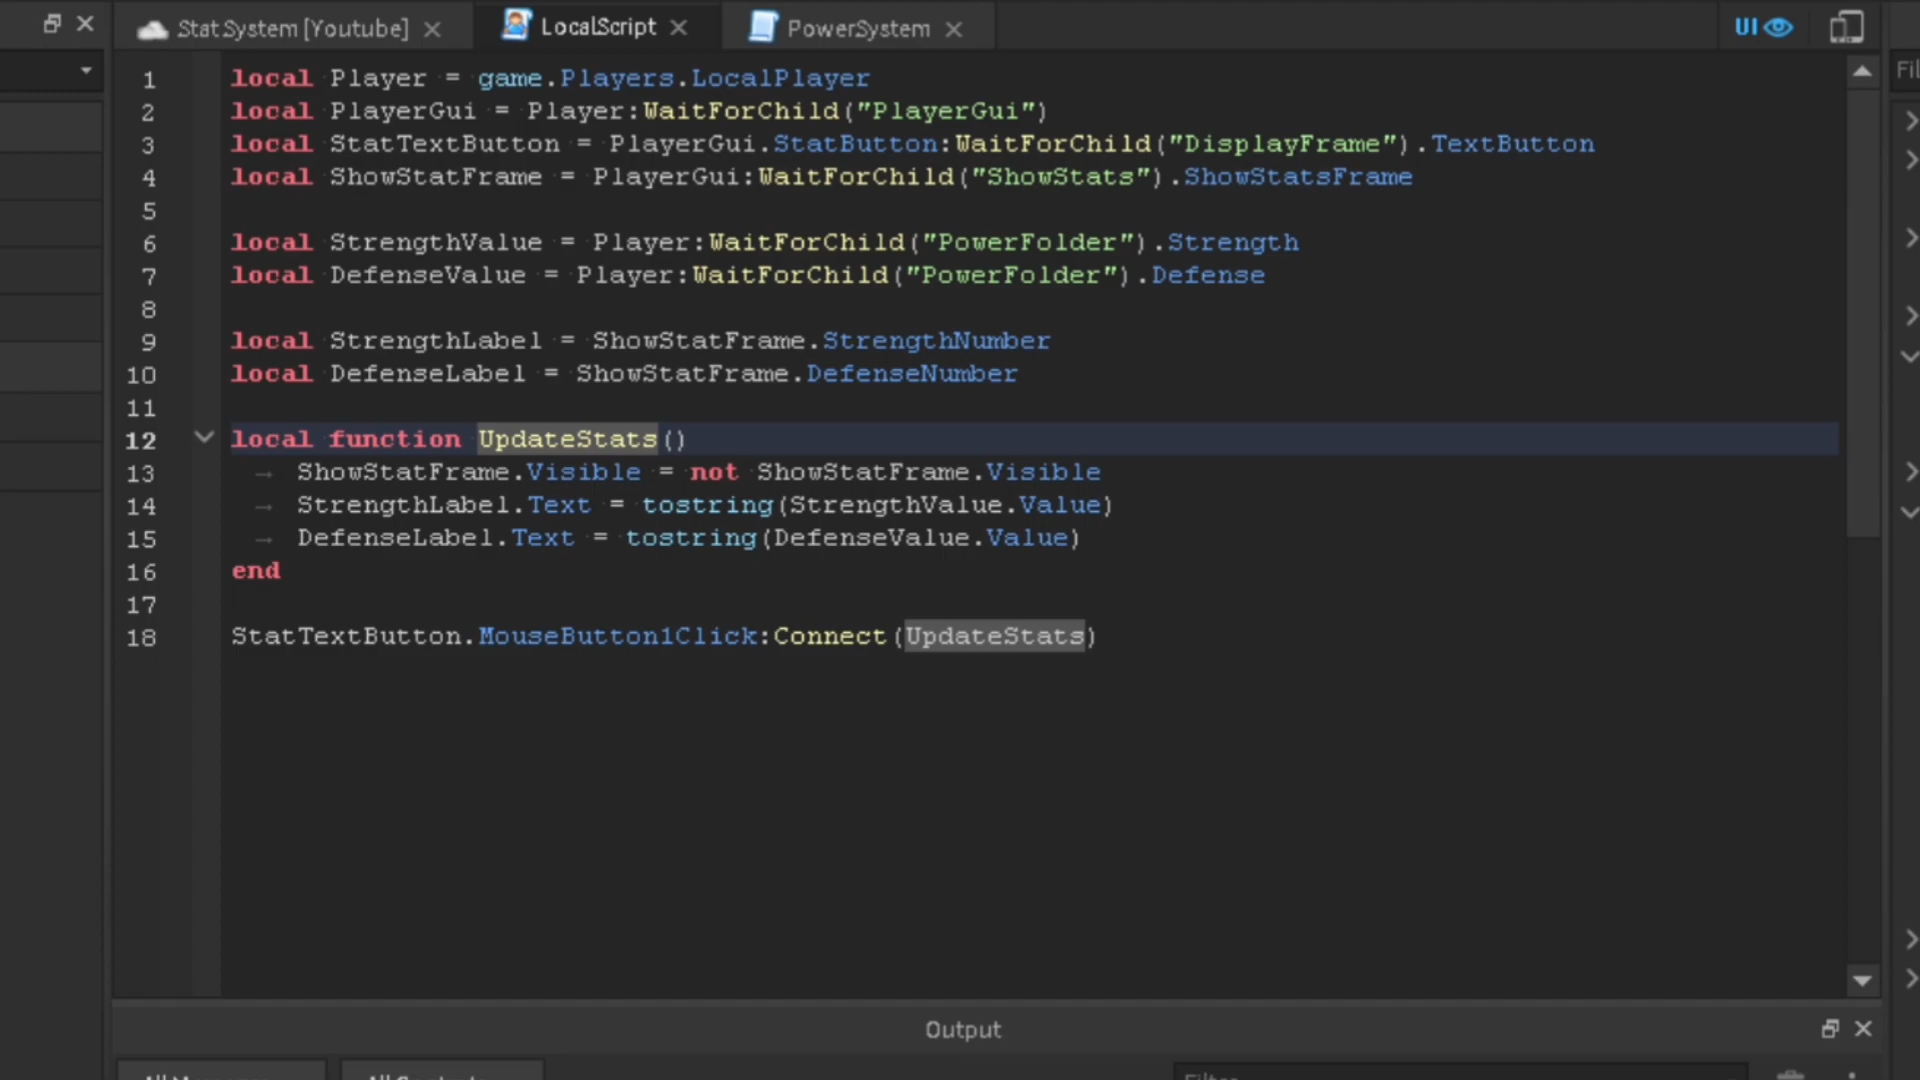 StatSystem [Youtube]
LocalScript
PowerSystem
UI
Fil
1 local Player = game.Players.LocalPlayer
2 local PlayerGui = Player:WaitForChild("PlayerGui")
3 local StatTextButton = PlayerGui.StatButton:WaitForChild("DisplayFrame").TextButton
4 local ShowStatFrame = PlayerGui:WaitForChild("ShowStats").ShowStatsFrame
5
6 local StrengthValue = Player:WaitForChild("PowerFolder").Strength
7 local DefenseValue = Player:WaitForChild("PowerFolder").Defense
8
9 local StrengthLabel = ShowStatFrame.StrengthNumber
10 local DefenseLabel = ShowStatFrame.DefenseNumber
11
12 local function UpdateStats()
13 ShowStatFrame.Visible = not ShowStatFrame.Visible
14 StrengthLabel.Text = tostring(StrengthValue.Value)
15 DefenseLabel.Text = tostring(DefenseValue.Value)
16 end
17
18 StatTextButton.MouseButton1Click:Connect(UpdateStats)
Output